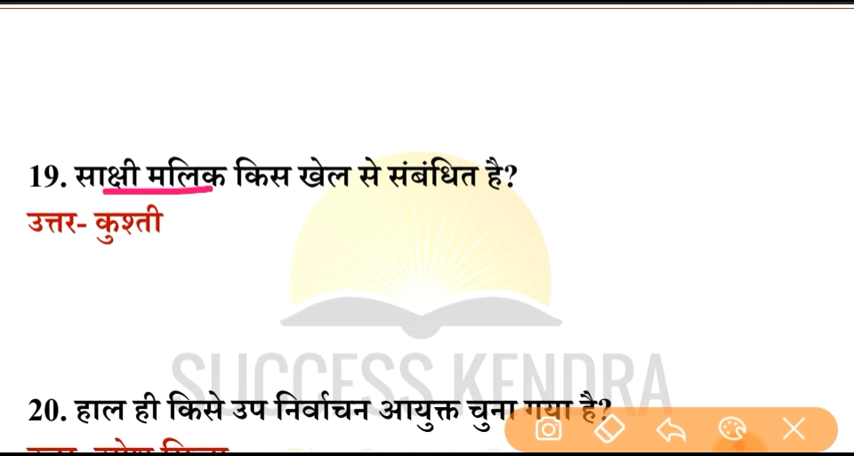 19. साक्षी मलिक किस खेल से संबंधित है?
उत्तर- कुश्ती
SUCCESS KENDRA
20. हाल ही किसे उप निर्वाचन आयुक्त चुना गया है?